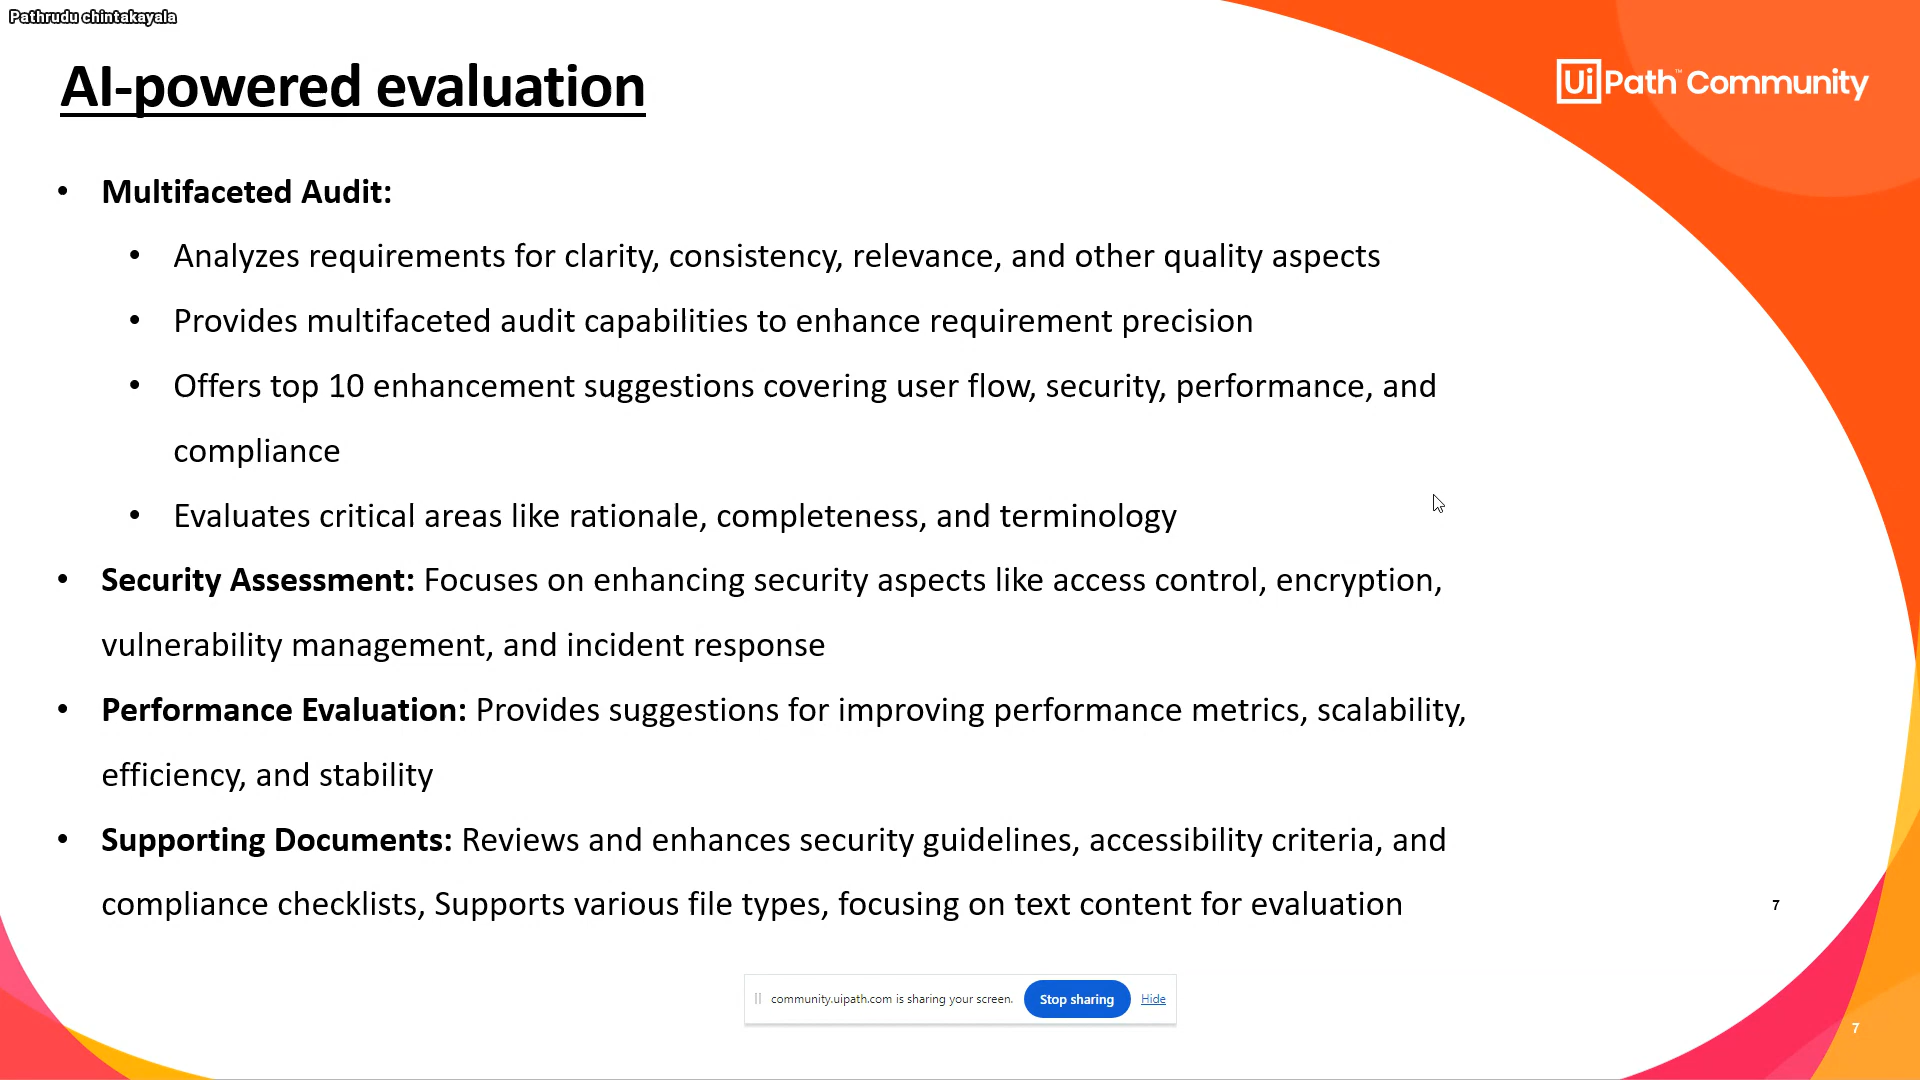 Pathrudu chintakayala
AI-powered evaluation
UiPath™ Community
• Multifaceted Audit:
• Analyzes requirements for clarity, consistency, relevance, and other quality aspects
• Provides multifaceted audit capabilities to enhance requirement precision
• Offers top 10 enhancement suggestions covering user flow, security, performance, and
compliance
• Evaluates critical areas like rationale, completeness, and terminology
• Security Assessment: Focuses on enhancing security aspects like access control, encryption,
vulnerability management, and incident response
• Performance Evaluation: Provides suggestions for improving performance metrics, scalability,
efficiency, and stability
• Supporting Documents: Reviews and enhances security guidelines, accessibility criteria, and
compliance checklists, Supports various file types, focusing on text content for evaluation
7
community.uipath.com is sharing your screen. Stop sharing Hide
7